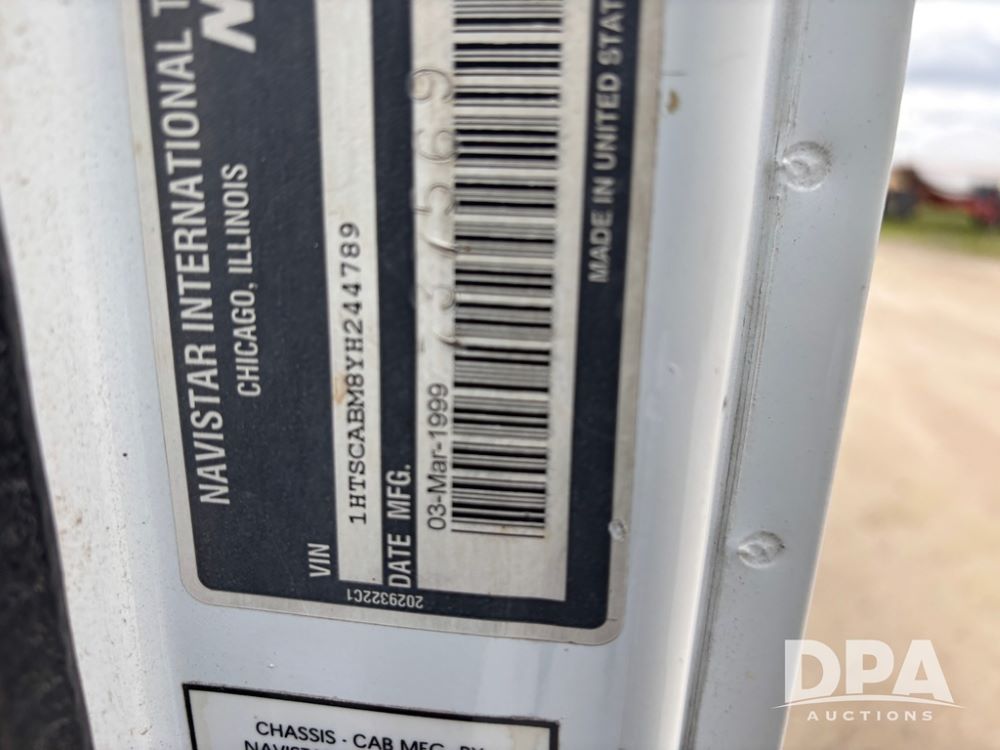 NAVISTAR INTERNATIONAL T
CHICAGO, ILLINOIS
VIN
1HTSCABM8YH244789
DATE MFG.
03-Mar-1999
MADE IN UNITED STAT
2029322C1
CHASSIS - CAB MFG. BY
DPA
AUCTIONS